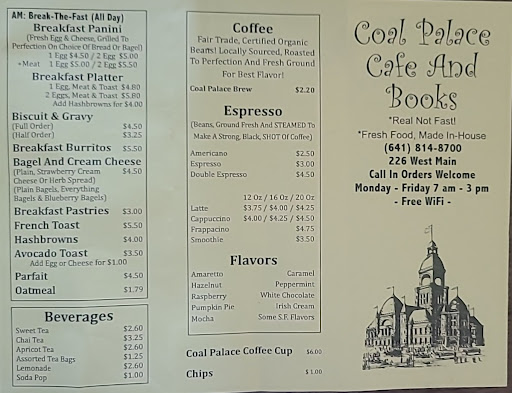 AM: Break-The-Fast (All Day)
Breakfast Panini
(Fresh Egg & Cheese, Grilled To
Perfection On Choice Of Bread Or Bagel)
1 Egg $4.50 / 2 Egg $5.00
+Meat 1 Egg $5.00 / 2 Egg $5.50
Breakfast Platter
1 Egg, Meat & Toast $4.80
2 Eggs, Meat & Toast $5.80
Add Hashbrowns for $4.00
Biscuit & Gravy
(Full Order) $4.50
(Half Order) $3.25
Breakfast Burritos $5.50
Bagel And Cream Cheese
(Plain, Strawberry Cream $4.50
Cheese Or Herb Spread)
(Plain Bagels, Everything
Bagels & Blueberry Bagels)
Breakfast Pastries $3.00
French Toast $5.50
Hashbrowns $4.00
Avocado Toast $3.50
Add Egg or Cheese for $1.00
Parfait $4.50
Oatmeal $1.79
Beverages
Sweet Tea $2.60
Chai Tea $3.25
Apricot Tea $2.60
Assorted Tea Bags $1.25
Lemonade $2.60
Soda Pop $1.00
Coffee
Fair Trade, Certified Organic
Beans! Locally Sourced, Roasted
To Perfection And Fresh Ground
For Best Flavor!
Coal Palace Brew $2.20
Espresso
(Beans, Ground Fresh And STEAMED To
Make A Strong, Black, SHOT Of Coffee)
Americano $2.50
Espresso $3.00
Double Espresso $4.50
12 Oz / 16 Oz / 20 Oz
Latte $3.75 / $4.00 / $4.25
Cappuccino $4.00 / $4.25 / $4.50
Frappacino $4.75
Smoothie $3.50
Flavors
Amaretto Caramel
Hazelnut Peppermint
Raspberry White Chocolate
Pumpkin Pie Irish Cream
Mocha Some S.F. Flavors
Coal Palace Coffee Cup $6.00
Chips $1.00
Coal Palace
Cafe And
Books
*Real Not Fast!
*Fresh Food, Made In-House
(641) 814-8700
226 West Main
Call In Orders Welcome
Monday - Friday 7 am - 3 pm
- Free WiFi -